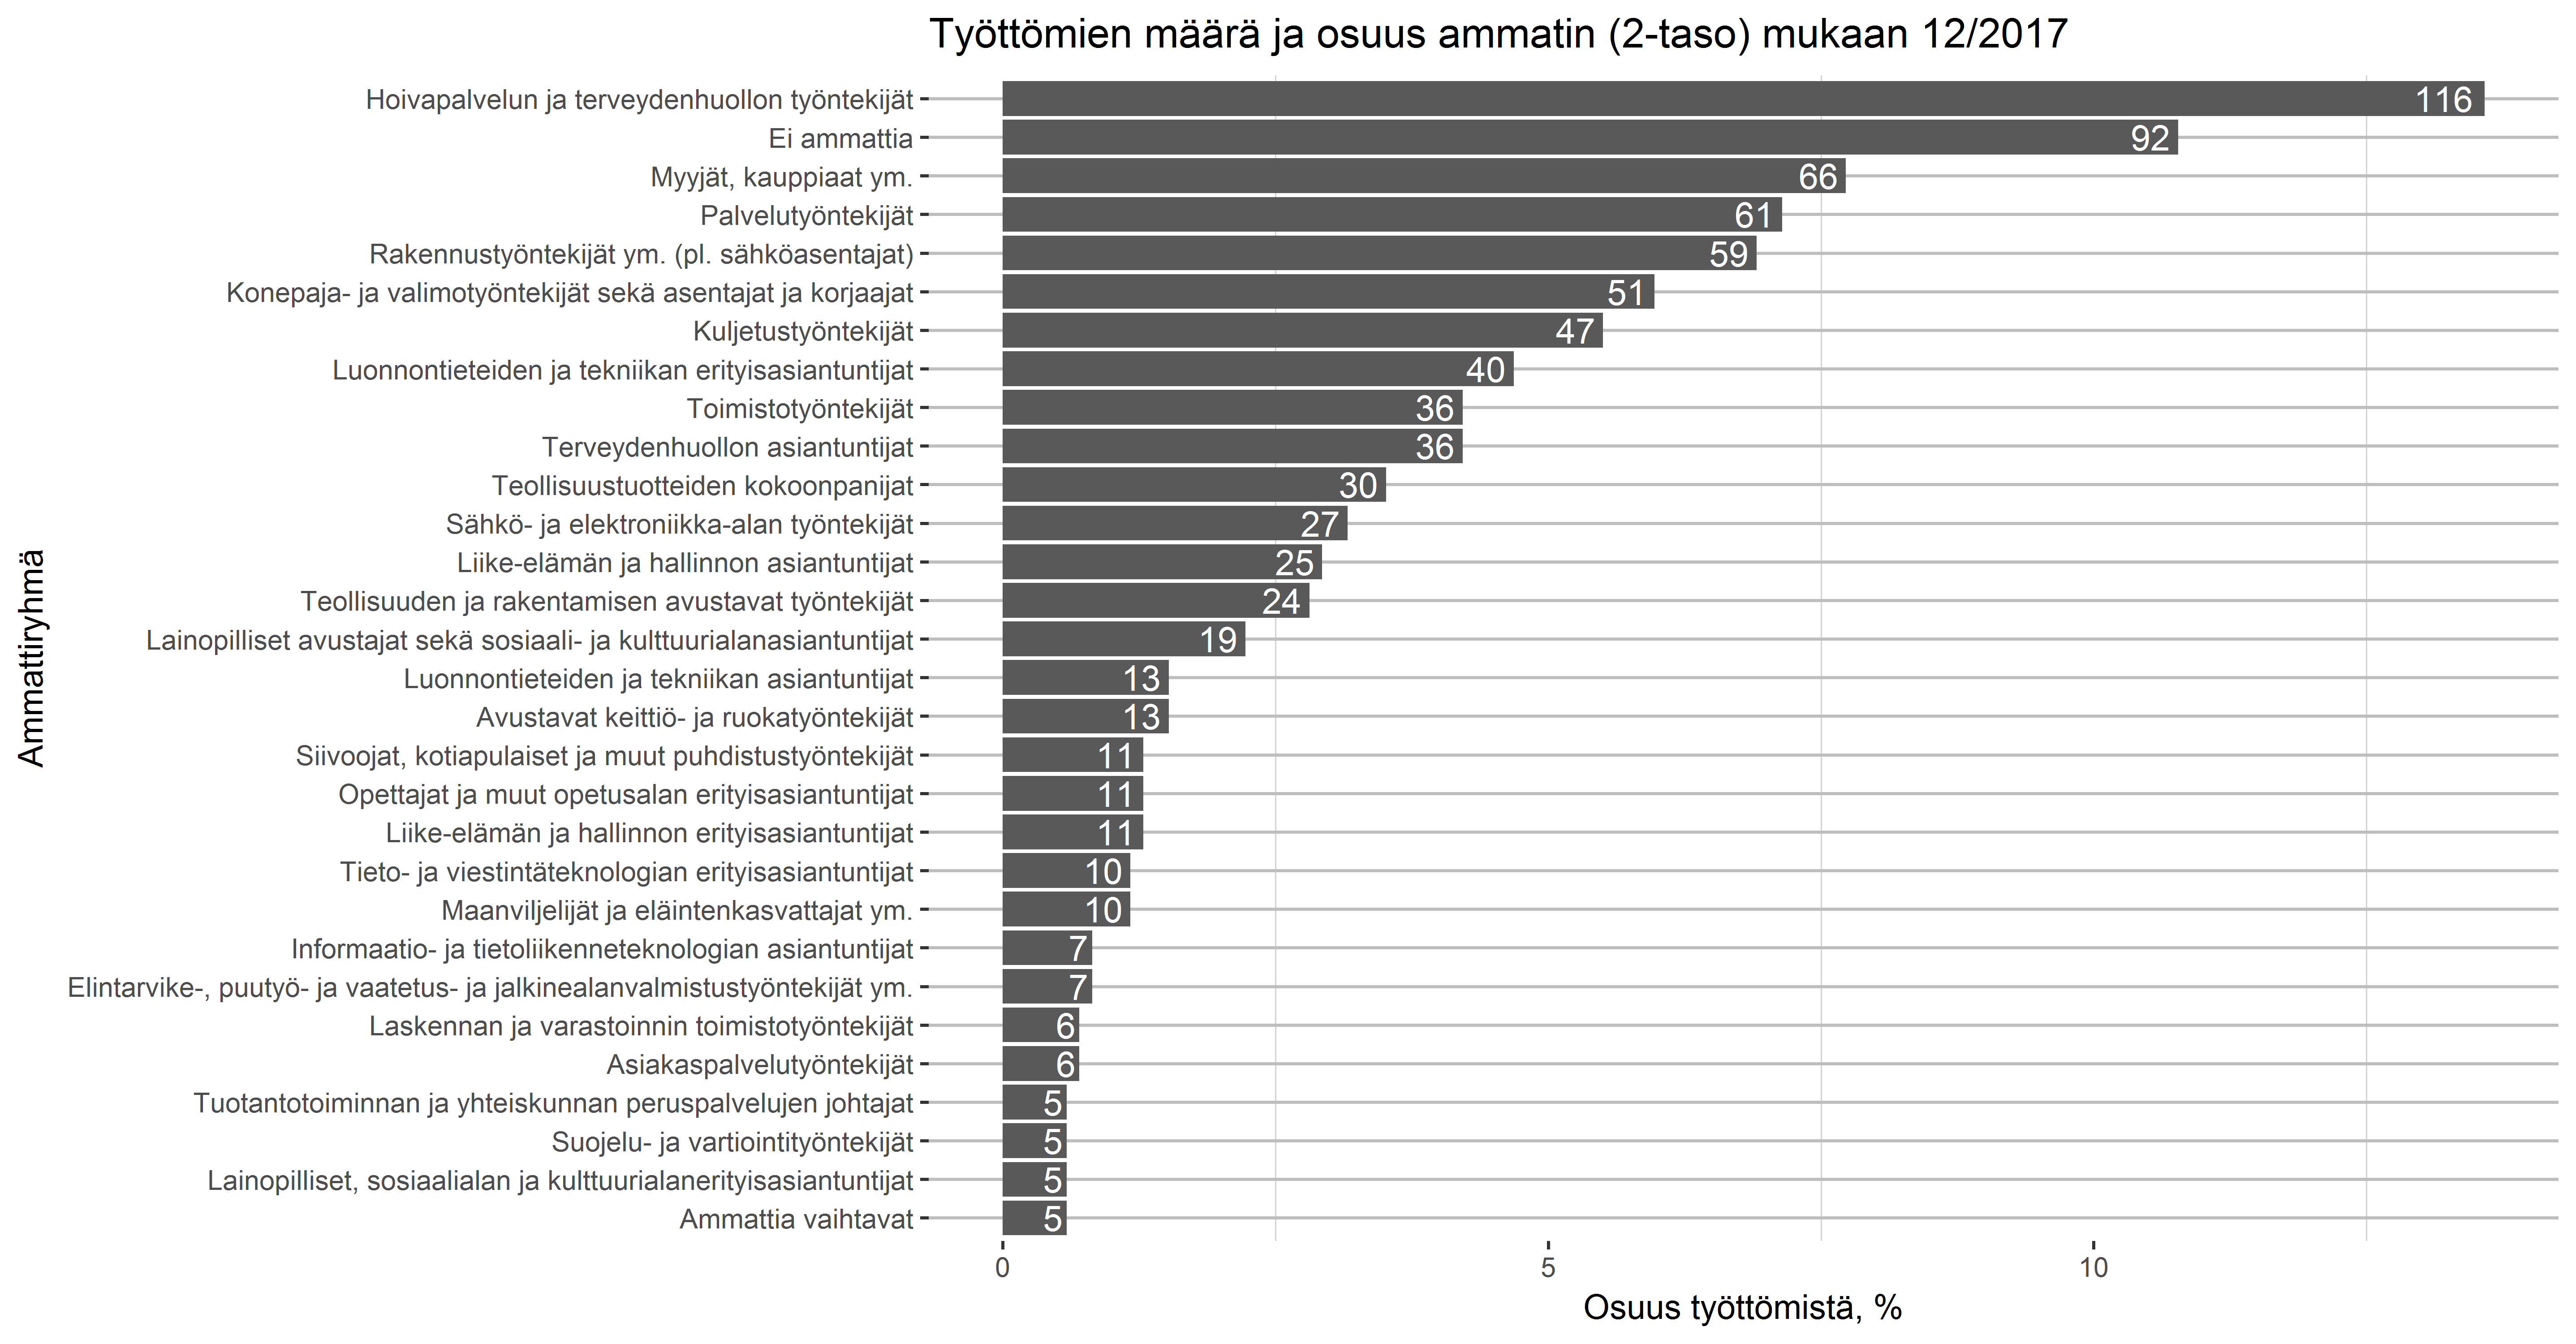 Työttömien määrä ja osuus ammatin (2-taso) mukaan 12/2017
Ammattiryhmä
Hoivapalvelun ja terveydenhuollon työntekijät 116
Ei ammattia 92
Myyjät, kauppiaat ym. 66
Palvelutyöntekijät 61
Rakennustyöntekijät ym. (pl. sähköasentajat) 59
Konepaja- ja valimotyöntekijät sekä asentajat ja korjaajat 51
Kuljetustyöntekijät 47
Luonnontieteiden ja tekniikan erityisasiantuntijat 40
Toimistotyöntekijät 36
Terveydenhuollon asiantuntijat 36
Teollisuustuotteiden kokoonpanijat 30
Sähkö- ja elektroniikka-alan työntekijät 27
Liike-elämän ja hallinnon asiantuntijat 25
Teollisuuden ja rakentamisen avustavat työntekijät 24
Lainopilliset avustajat sekä sosiaali- ja kulttuurialanasiantuntijat 19
Luonnontieteiden ja tekniikan asiantuntijat 13
Avustavat keittiö- ja ruokatyöntekijät 13
Siivoojat, kotiapulaiset ja muut puhdistustyöntekijät 11
Opettajat ja muut opetusalan erityisasiantuntijat 11
Liike-elämän ja hallinnon erityisasiantuntijat 11
Tieto- ja viestintäteknologian erityisasiantuntijat 10
Maanviljelijät ja eläintenkasvattajat ym. 10
Informaatio- ja tietoliikenneteknologian asiantuntijat 7
Elintarvike-, puutyö- ja vaatetus- ja jalkinealanvalmistustyöntekijät ym. 7
Laskennan ja varastoinnin toimistotyöntekijät 6
Asiakaspalvelutyöntekijät 6
Tuotantotoiminnan ja yhteiskunnan peruspalvelujen johtajat 5
Suojelu- ja vartiointityöntekijät 5
Lainopilliset, sosiaalialan ja kulttuurialanerityisasiantuntijat 5
Ammattia vaihtavat 5
0 5 10
Osuus työttömistä, %